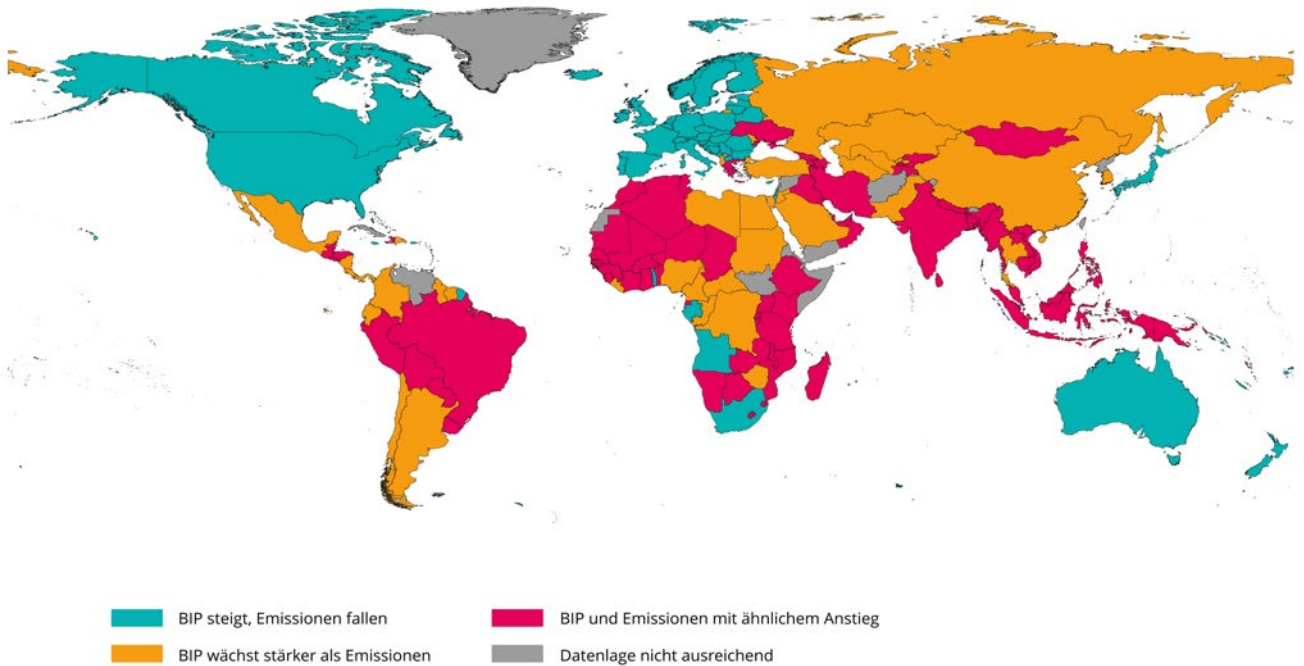 BIP steigt, Emissionen fallen
BIP und Emissionen mit ähnlichem Anstieg
BIP wächst stärker als Emissionen
Datenlage nicht ausreichend